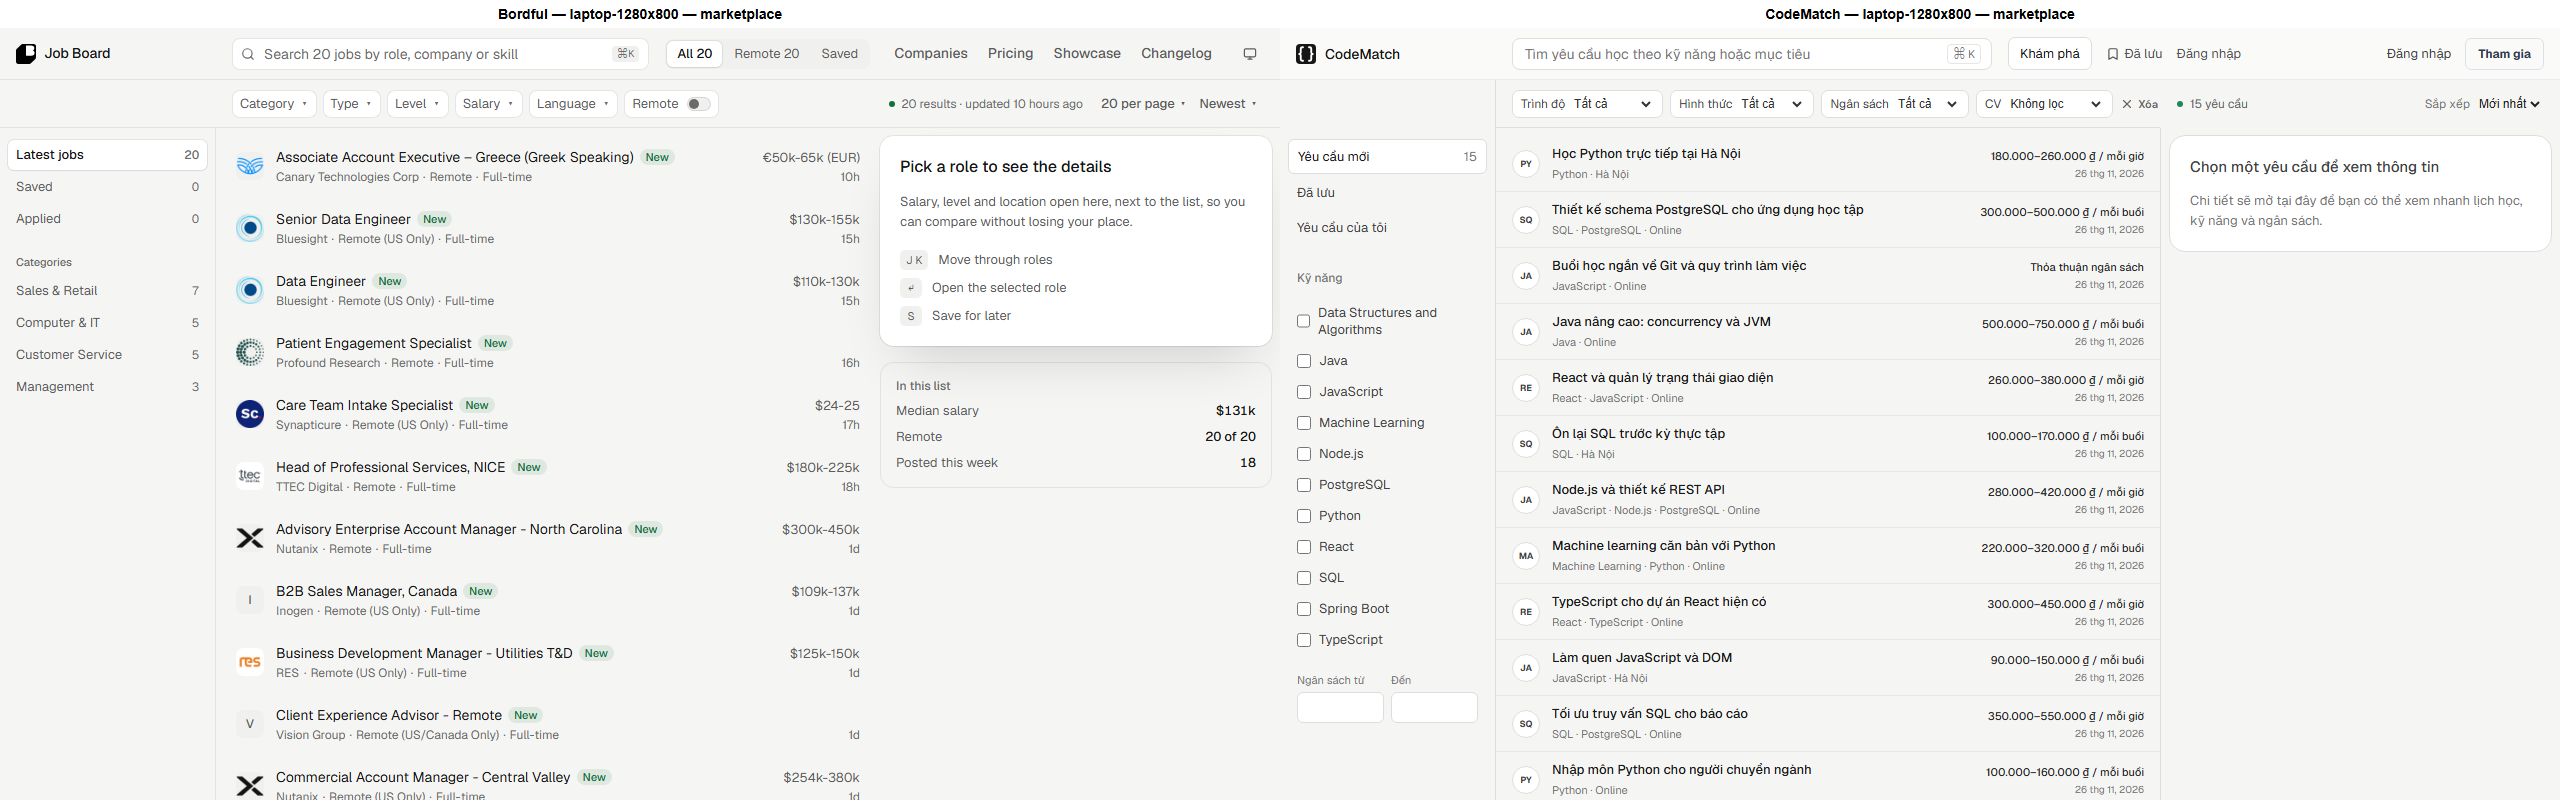 Bordful — laptop-1280x800 — marketplace
Job Board
Search 20 jobs by role, company or skill
⌘K
All 20
Remote 20
Saved
Companies
Pricing
Showcase
Changelog
Category
Type
Level
Salary
Language
Remote
20 results · updated 10 hours ago
20 per page
Newest
Latest jobs 20
Saved 0
Applied 0
Categories
Sales & Retail 7
Computer & IT 5
Customer Service 5
Management 3
Associate Account Executive – Greece (Greek Speaking) New €50k-65k (EUR)
Canary Technologies Corp · Remote · Full-time 10h
Senior Data Engineer New $130k-155k
Bluesight · Remote (US Only) · Full-time 15h
Data Engineer New $110k-130k
Bluesight · Remote (US Only) · Full-time 15h
Patient Engagement Specialist New
Profound Research · Remote · Full-time 16h
Sc
Care Team Intake Specialist New $24-25
Synapticure · Remote (US Only) · Full-time 17h
ttec
DIGITAL
Head of Professional Services, NICE New $180k-225k
TTEC Digital · Remote · Full-time 18h
Advisory Enterprise Account Manager - North Carolina New $300k-450k
Nutanix · Remote · Full-time 1d
I
B2B Sales Manager, Canada New $109k-137k
Inogen · Remote (US Only) · Full-time 1d
res
Business Development Manager - Utilities T&D New $125k-150k
RES · Remote (US Only) · Full-time 1d
V
Client Experience Advisor - Remote New
Vision Group · Remote (US/Canada Only) · Full-time 1d
Commercial Account Manager - Central Valley New $254k-380k
Nutanix · Remote (US Only) · Full-time 1d
Pick a role to see the details
Salary, level and location open here, next to the list, so you
can compare without losing your place.
J K Move through roles
↵ Open the selected role
S Save for later
In this list
Median salary $131k
Remote 20 of 20
Posted this week 18
CodeMatch — laptop-1280x800 — marketplace
CodeMatch
Tìm yêu cầu học theo kỹ năng hoặc mục tiêu
⌘ K
Khám phá
Đã lưu
Đăng nhập
Đăng nhập
Tham gia
Trình độ Tất cả
Hình thức Tất cả
Ngân sách Tất cả
CV Không lọc
Xóa
15 yêu cầu
Sắp xếp Mới nhất
Yêu cầu mới 15
Đã lưu
Yêu cầu của tôi
Kỹ năng
Data Structures and
Algorithms
Java
JavaScript
Machine Learning
Node.js
PostgreSQL
Python
React
SQL
Spring Boot
TypeScript
Ngân sách từ
Đến
PY
Học Python trực tiếp tại Hà Nội 180.000–260.000 ₫ / mỗi giờ
Python · Hà Nội 26 thg 11, 2026
SQ
Thiết kế schema PostgreSQL cho ứng dụng học tập 300.000–500.000 ₫ / mỗi buổi
SQL · PostgreSQL · Online 26 thg 11, 2026
JA
Buổi học ngắn về Git và quy trình làm việc Thỏa thuận ngân sách
JavaScript · Online 26 thg 11, 2026
JA
Java nâng cao: concurrency và JVM 500.000–750.000 ₫ / mỗi buổi
Java · Online 26 thg 11, 2026
RE
React và quản lý trạng thái giao diện 260.000–380.000 ₫ / mỗi giờ
React · JavaScript · Online 26 thg 11, 2026
SQ
Ôn lại SQL trước kỳ thực tập 100.000–170.000 ₫ / mỗi buổi
SQL · Hà Nội 26 thg 11, 2026
JA
Node.js và thiết kế REST API 280.000–420.000 ₫ / mỗi giờ
JavaScript · Node.js · PostgreSQL · Online 26 thg 11, 2026
MA
Machine learning căn bản với Python 220.000–320.000 ₫ / mỗi buổi
Machine Learning · Python · Online 26 thg 11, 2026
RE
TypeScript cho dự án React hiện có 300.000–450.000 ₫ / mỗi giờ
React · TypeScript · Online 26 thg 11, 2026
JA
Làm quen JavaScript và DOM 90.000–150.000 ₫ / mỗi buổi
JavaScript · Hà Nội 26 thg 11, 2026
SQ
Tối ưu truy vấn SQL cho báo cáo 350.000–550.000 ₫ / mỗi giờ
SQL · PostgreSQL · Online 26 thg 11, 2026
PY
Nhập môn Python cho người chuyển ngành 100.000–160.000 ₫ / mỗi buổi
Python · Online 26 thg 11, 2026
Chọn một yêu cầu để xem thông tin
Chi tiết sẽ mở tại đây để bạn có thể xem nhanh lịch học,
kỹ năng và ngân sách.